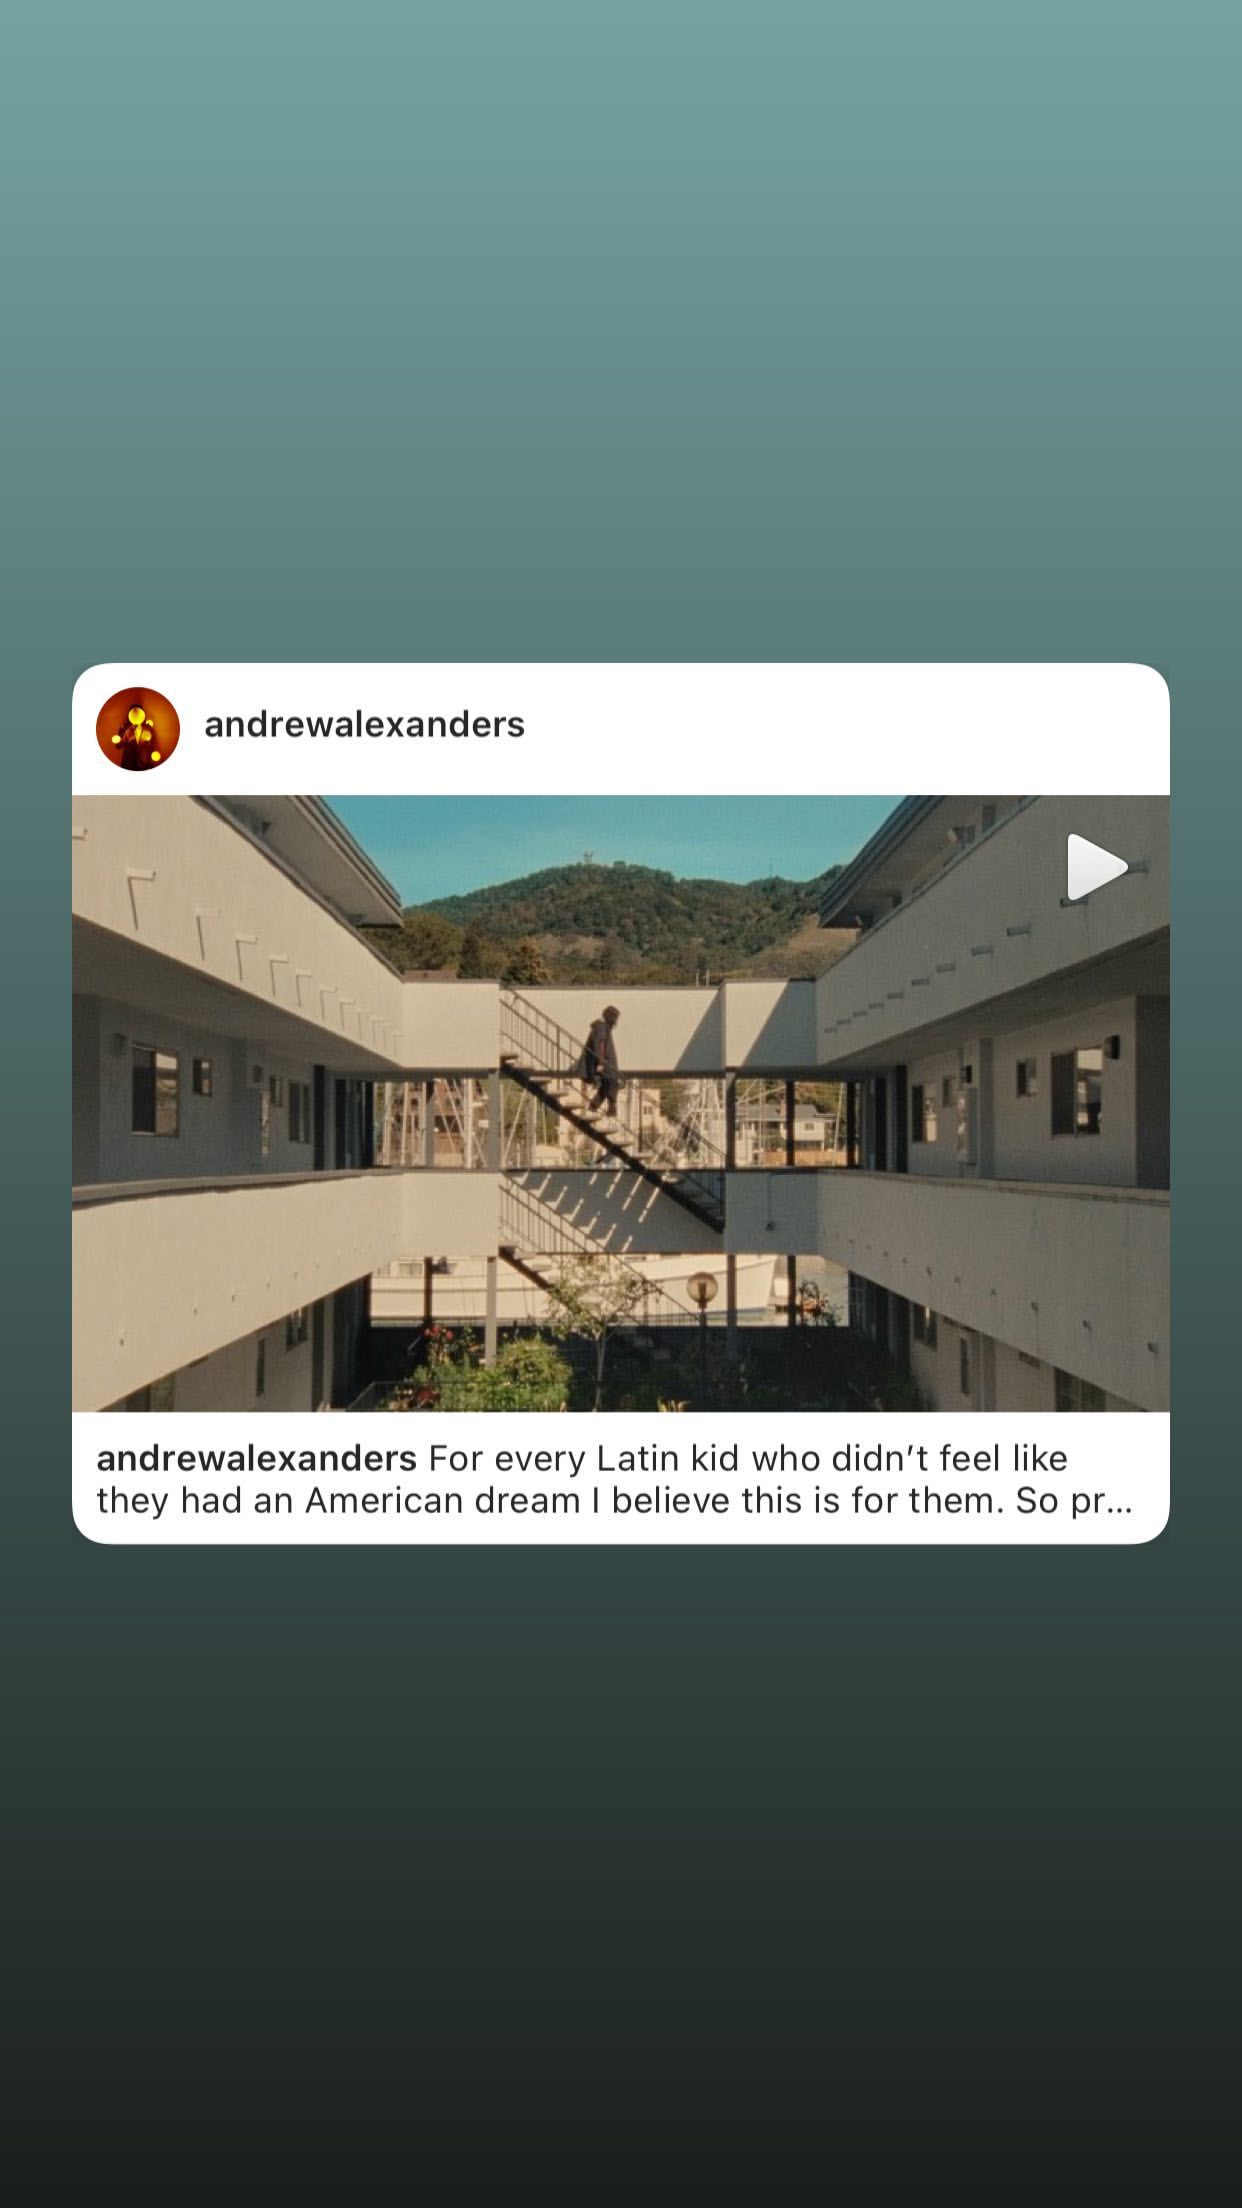 andrewalexanders
andrewalexanders For every Latin kid who didn’t feel like
they had an American dream I believe this is for them. So pr...